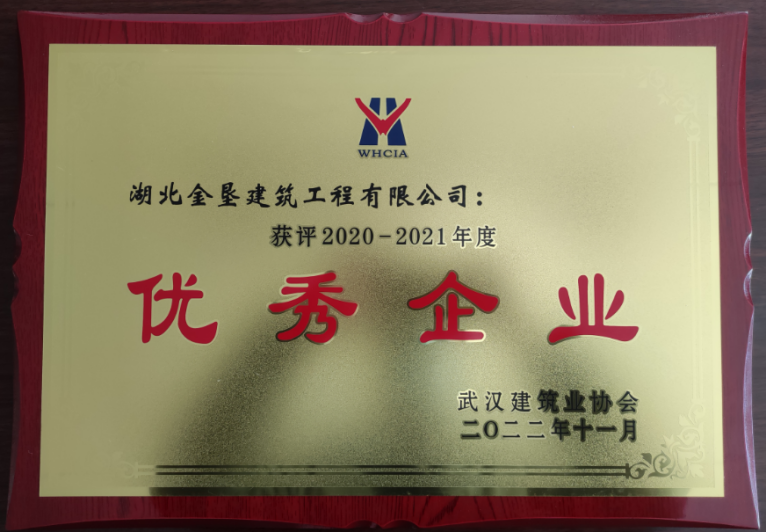 WHCIA
湖北金垦建筑工程有限公司：
获评2020-2021年度
优秀企业
武汉建筑业协会
二〇二二年十一月